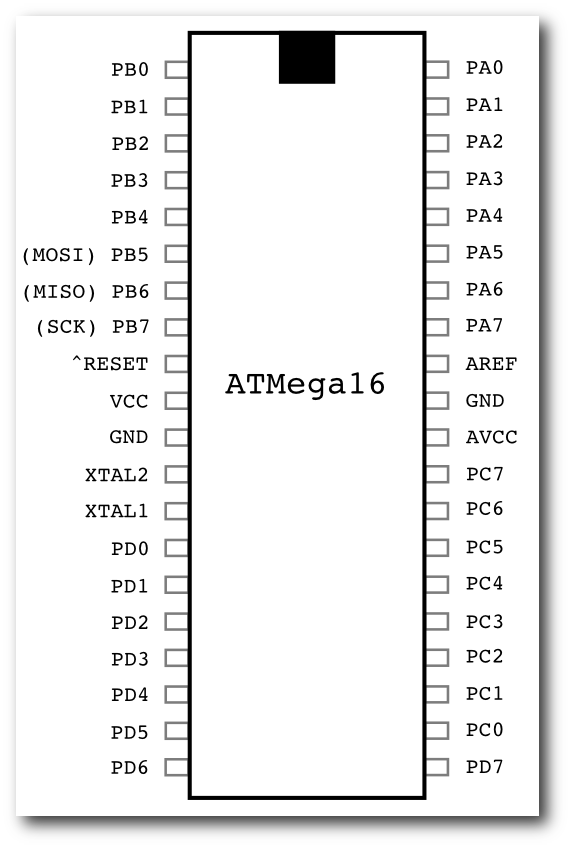 PB0 PA0
PB1 PA1
PB2 PA2
PB3 PA3
PB4 PA4
(MOSI) PB5 PA5
(MISO) PB6 PA6
(SCK) PB7 PA7
^RESET AREF
ATMega16
VCC GND
GND AVCC
XTAL2 PC7
XTAL1 PC6
PD0 PC5
PD1 PC4
PD2 PC3
PD3 PC2
PD4 PC1
PD5 PC0
PD6 PD7